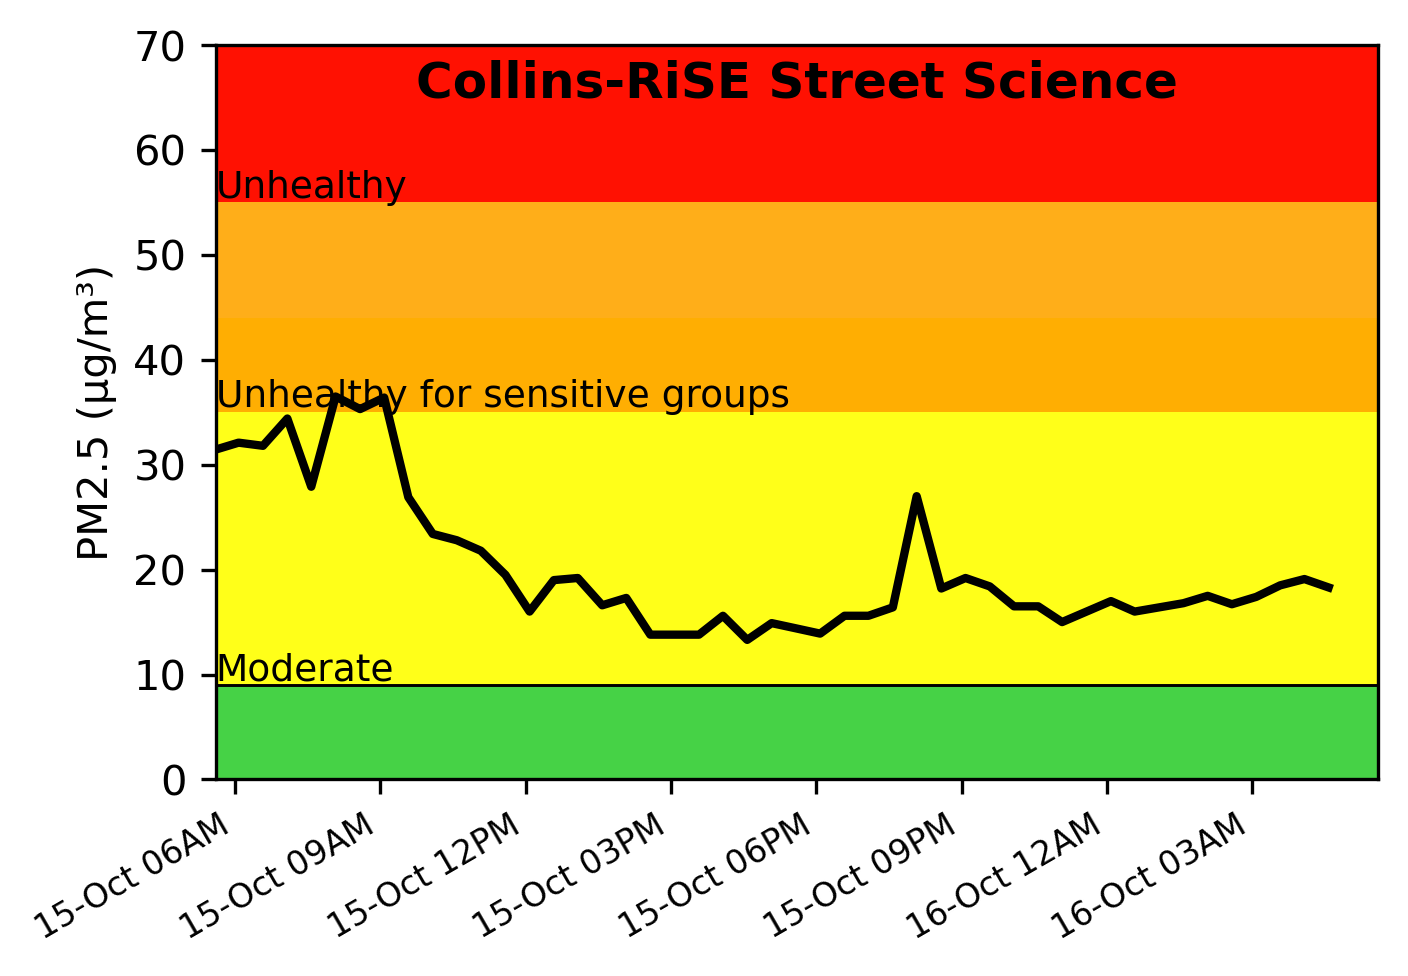 Collins-RiSE Street Science
70
60
Unhealthy
50
40
Unhealthy for sensitive groups
30
20
10
Moderate
0
PM2.5 (μg/m³)
15-Oct 06AM
15-Oct 09AM
15-Oct 12PM
15-Oct 03PM
15-Oct 06PM
15-Oct 09PM
16-Oct 12AM
16-Oct 03AM